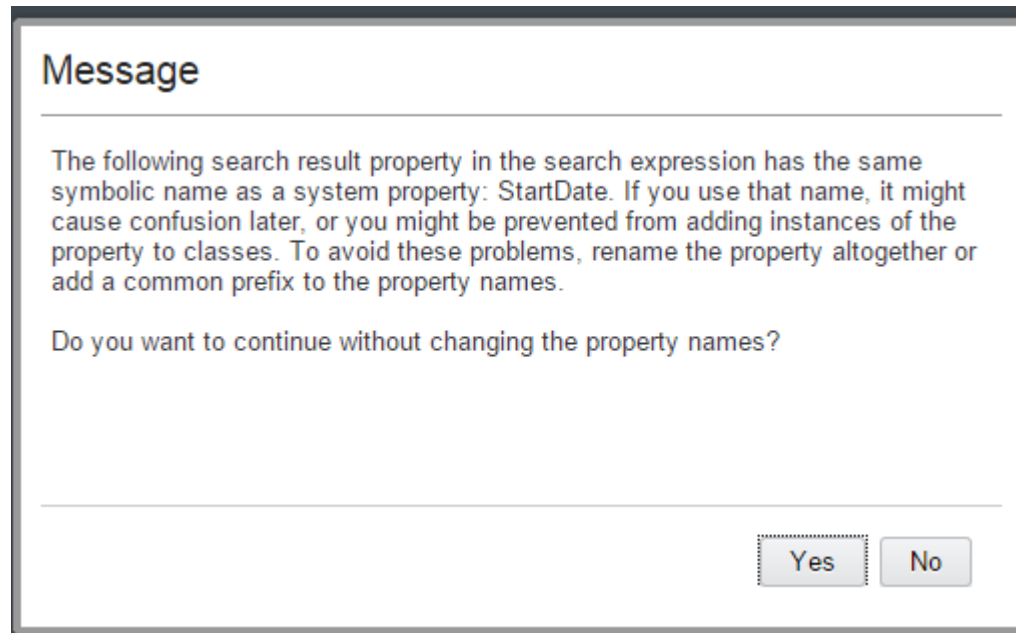 Message
The following search result property in the search expression has the same
symbolic name as a system property: StartDate. If you use that name, it might
cause confusion later, or you might be prevented from adding instances of the
property to classes. To avoid these problems, rename the property altogether or
add a common prefix to the property names.
Do you want to continue without changing the property names?
Yes No